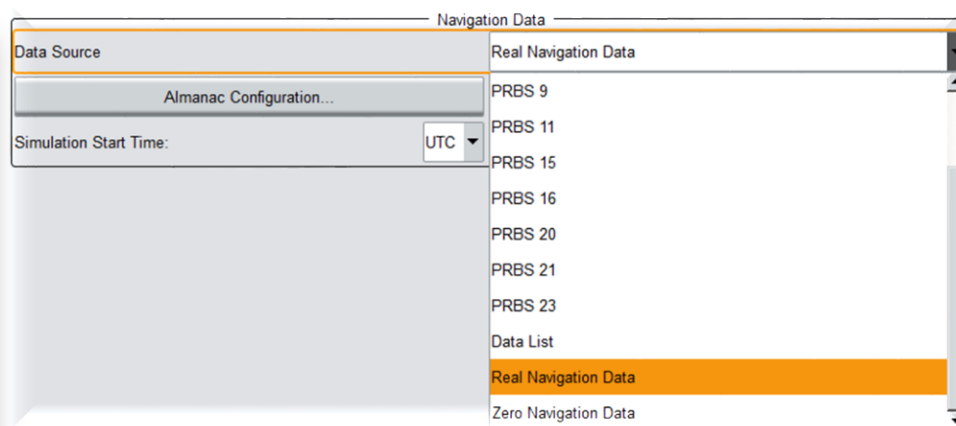 Navigation Data
Data Source Real Navigation Data
Almanac Configuration...
Simulation Start Time: UTC
PRBS 9
PRBS 11
PRBS 15
PRBS 16
PRBS 20
PRBS 21
PRBS 23
Data List
Real Navigation Data
Zero Navigation Data